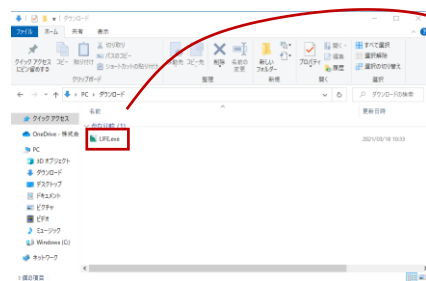 ダウンロード
ファイル ホーム 共有 表示
クイック アクセスにピン留めする
コピー
貼り付け
切り取り
パスのコピー
ショートカットの貼り付け
移動先 コピー先 削除 名前の変更
新しいフォルダー
プロパティ
開く
編集
履歴
すべて選択
選択解除
選択の切り替え
クリップボード 整理 新規 開く 選択
PC › ダウンロード
ダウンロードの検索
名前 更新日時
クイック アクセス
OneDrive - 株式会
PC
3D オブジェクト
ダウンロード
デスクトップ
ドキュメント
ピクチャ
ビデオ
ミュージック
Windows (C:)
ネットワーク
かなり前 (1)
LIFE.exe 2021/03/18 10:33
1 個の項目